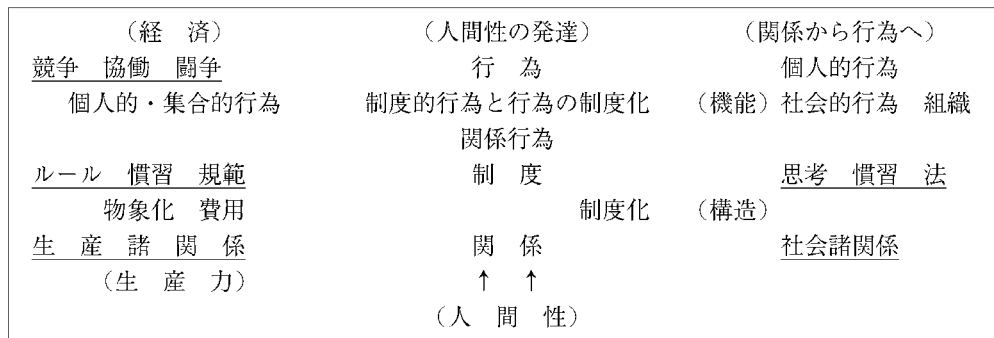 （経　済）　（人間性の発達）　（関係から行為へ）
競争　協働　闘争　行　為　個人的行為
個人的・集合的行為　制度的行為と行為の制度化　（機能）社会的行為　組織
関係行為
ルール　慣習　規範　制　度　思考　慣習　法
物象化　費用　制度化　（構造）
生　産　諸　関　係　関　係　社会諸関係
（生　産　力）　↑　↑
（人　間　性）